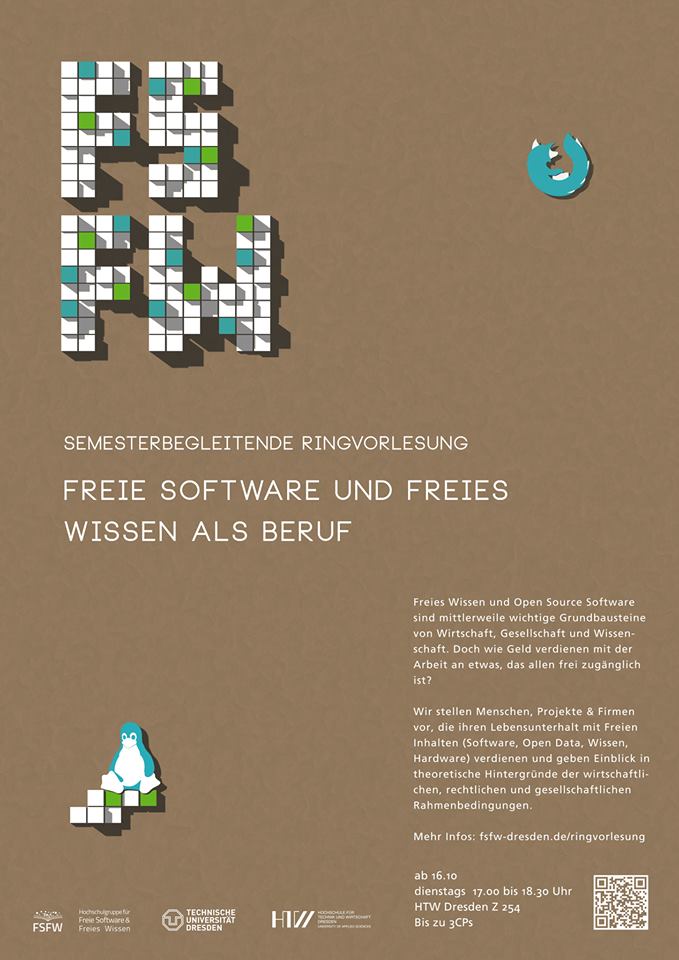 FS
FW
SEMESTERBEGLEITENDE RINGVORLESUNG
FREIE SOFTWARE UND FREIES
WISSEN ALS BERUF
Freies Wissen und Open Source Software
sind mittlerweile wichtige Grundbausteine
von Wirtschaft, Gesellschaft und Wissen-
schaft. Doch wie Geld verdienen mit der
Arbeit an etwas, das allen frei zugänglich
ist?
Wir stellen Menschen, Projekte & Firmen
vor, die ihren Lebensunterhalt mit Freien
Inhalten (Software, Open Data, Wissen,
Hardware) verdienen und geben Einblick in
theoretische Hintergründe der wirtschaftli-
chen, rechtlichen und gesellschaftlichen
Rahmenbedingungen.
Mehr Infos: fsfw-dresden.de/ringvorlesung
ab 16.10
dienstags 17.00 bis 18.30 Uhr
HTW Dresden Z 254
Bis zu 3CPs
FSFW
Hochschulgruppe für
Freie Software &
Freies Wissen
TECHNISCHE
UNIVERSITÄT
DRESDEN
HTW
HOCHSCHULE FÜR
TECHNIK UND WIRTSCHAFT
DRESDEN
UNIVERSITY OF APPLIED SCIENCES